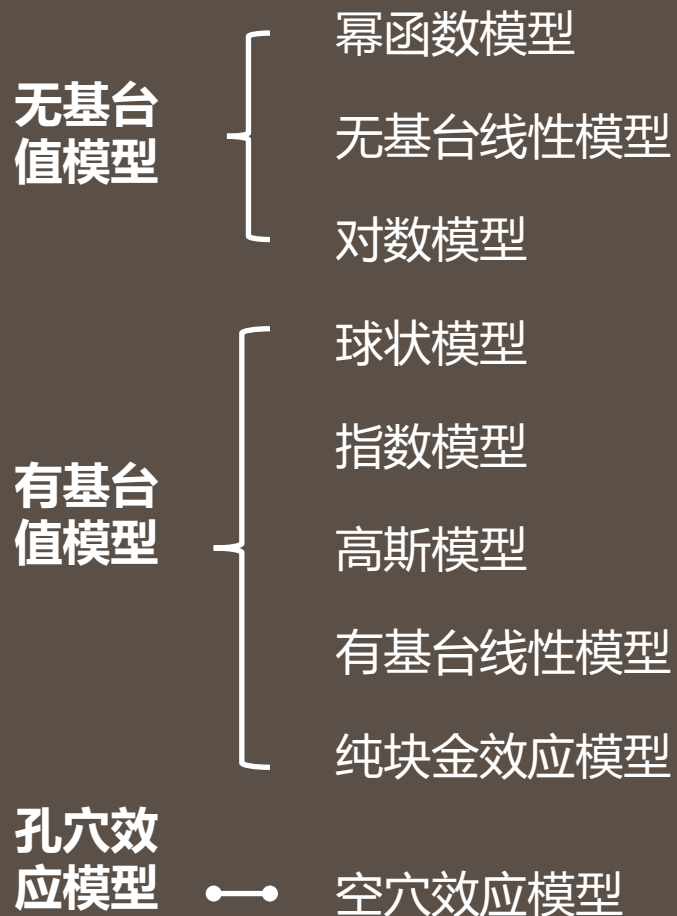 无基台
值模型
幂函数模型
无基台线性模型
对数模型
有基台
值模型
球状模型
指数模型
高斯模型
有基台线性模型
纯块金效应模型
孔穴效
应模型
空穴效应模型